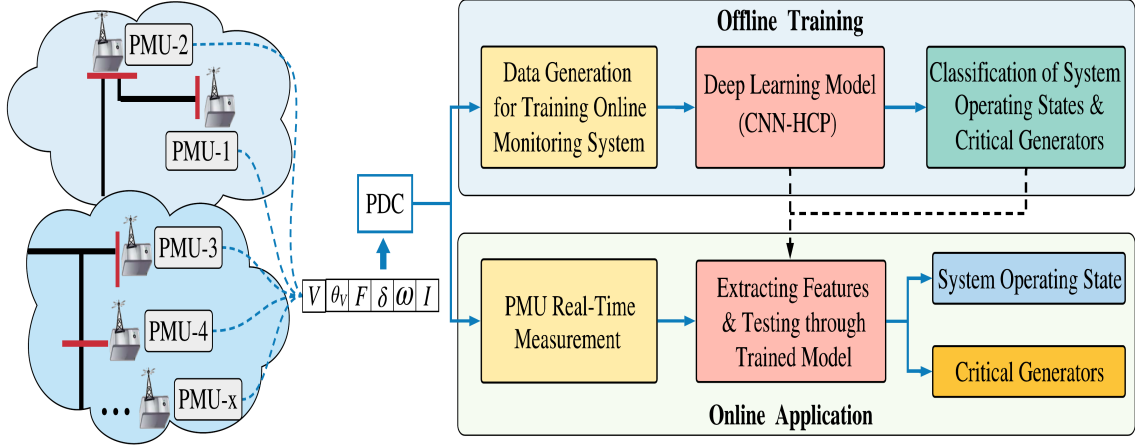 PMU-2
PMU-1
PMU-3
PMU-4
PMU-x
V θV F δ ω I
PDC
Offline Training
Data Generation
for Training Online
Monitoring System
Deep Learning Model
(CNN-HCP)
Classification of System
Operating States &
Critical Generators
PMU Real-Time
Measurement
Extracting Features
& Testing through
Trained Model
System Operating State
Critical Generators
Online Application